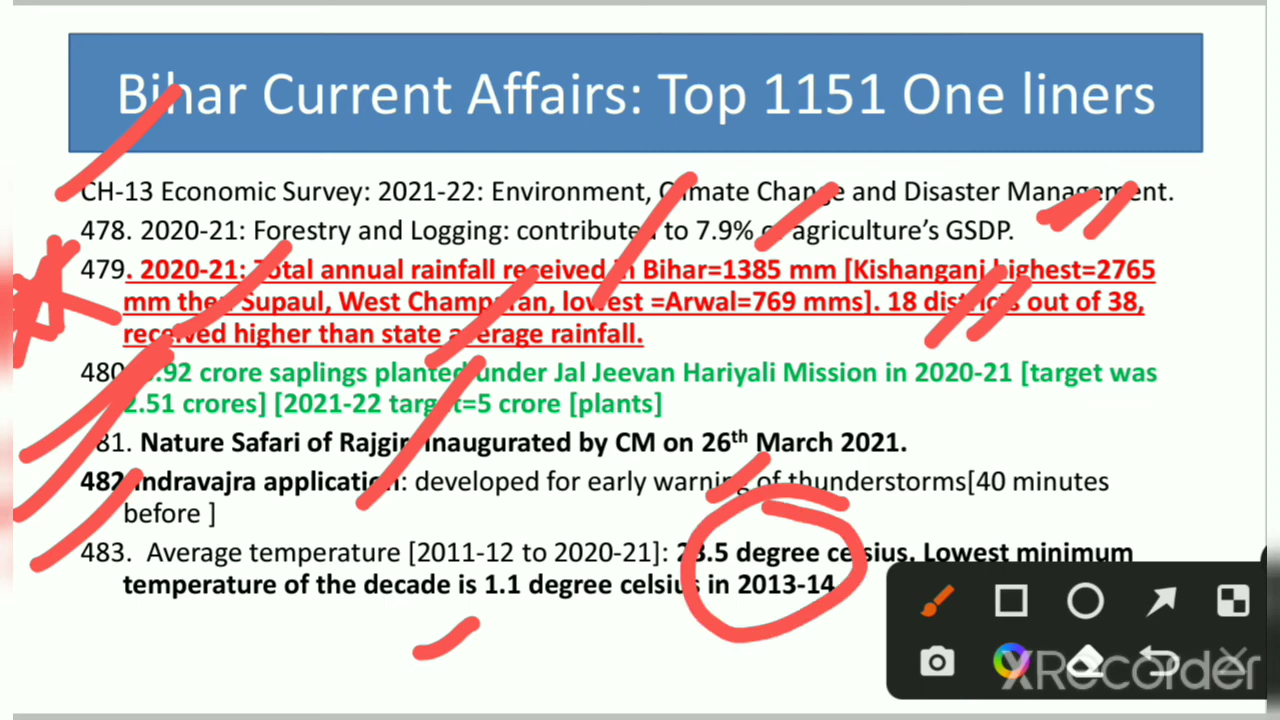 Bihar Current Affairs: Top 1151 One liners
CH-13 Economic Survey: 2021-22: Environment, Climate Change and Disaster Management.
478. 2020-21: Forestry and Logging: contributed to 7.9% of agriculture's GSDP.
479. 2020-21: Total annual rainfall received in Bihar=1385 mm [Kishanganj highest=2765
mm then Supaul, West Champaran, lowest =Arwal=769 mms]. 18 districts out of 38,
received higher than state average rainfall.
480 .92 crore saplings planted under Jal Jeevan Hariyali Mission in 2020-21 [target was
2.51 crores] [2021-22 target=5 crore [plants]
481. Nature Safari of Rajgir inaugurated by CM on 26th March 2021.
482 Indravajra application: developed for early warning of thunderstorms[40 minutes
before ]
483. Average temperature [2011-12 to 2020-21]: .5 degree celsius. Lowest minimum
temperature of the decade is 1.1 degree celsius in 2013-14
XRecorder